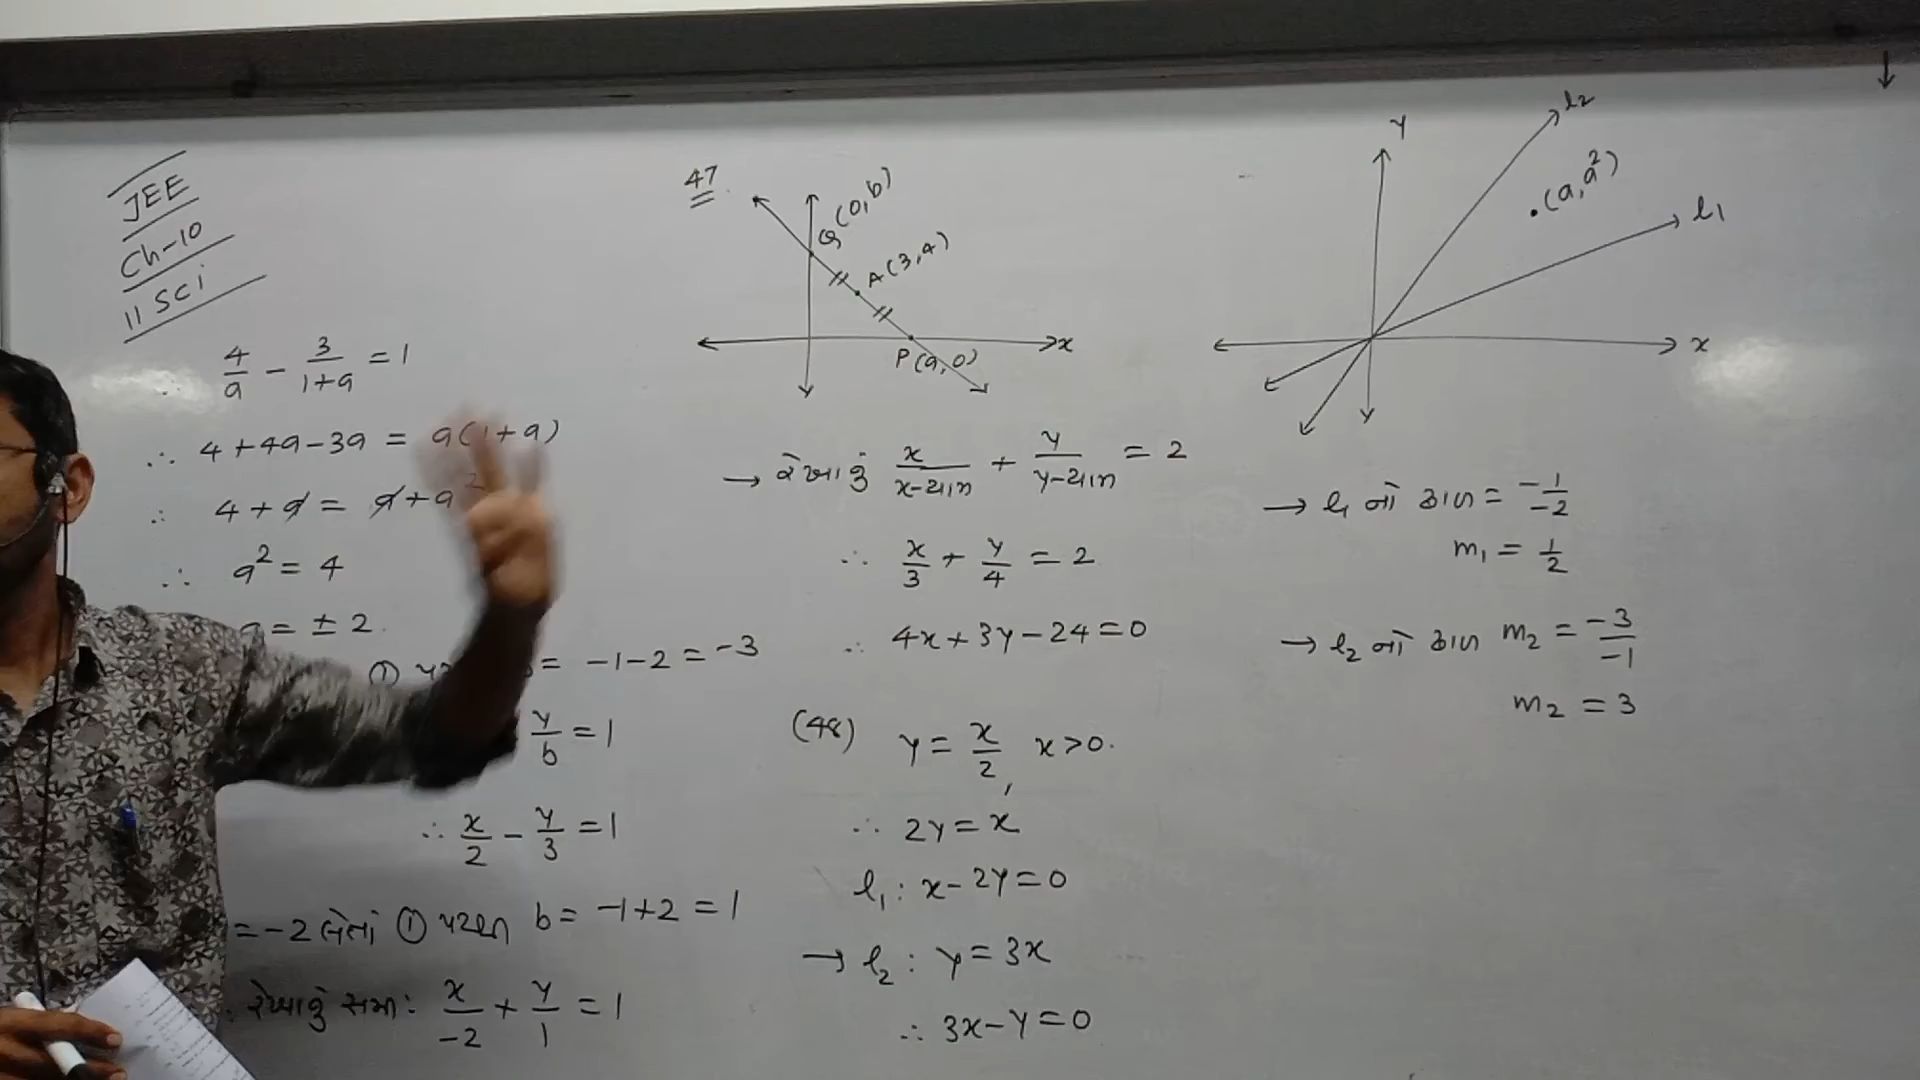 JEE
Ch-10
11 Sci
∴ 4/a - 3/(1+a) = 1
∴ 4+4a-3a = a(1+a)
∴ 4+a = a+a²
∴ a² = 4
a = ± 2
① = -1-2 = -3
y/b = 1
∴ x/2 - y/3 = 1
= -2 લેતાં ① પરથી b = -1+2 = 1
∴ રેખાનું સમી: x/-2 + y/1 = 1
47
Q(0,b)
A(3,4)
P(a,0)
x
y
→ રેખાનું x/x-યામ + y/y-યામ = 2
∴ x/3 + y/4 = 2
∴ 4x+3y-24=0
(48) y = x/2, x>0.
∴ 2y = x
l₁: x-2y=0
→ l₂: y=3x
∴ 3x-y=0
y
l₂
(a,a²)
l₁
x
y
→ l₁ નો ઢાળ = -1/-2
m₁ = 1/2
→ l₂ નો ઢાળ m₂ = -3/-1
m₂ = 3